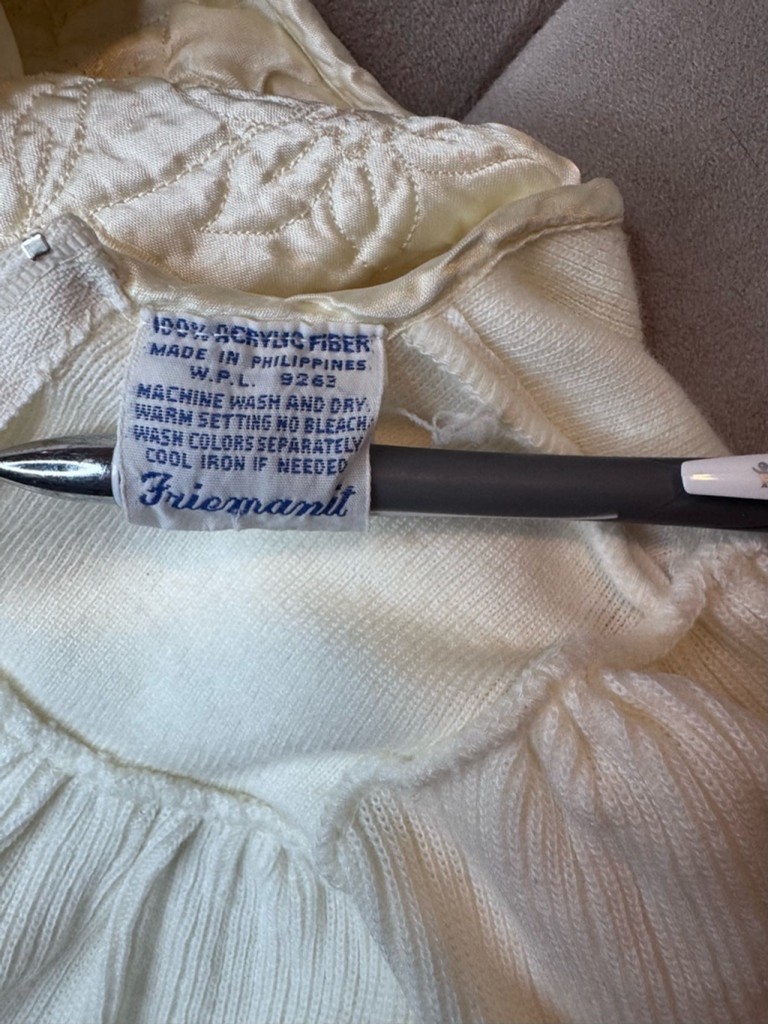 100% ACRYLIC FIBER
MADE IN PHILIPPINES
W.P.L. 9263
MACHINE WASH AND DRY.
WARM SETTING NO BLEACH
WASH COLORS SEPARATELY
COOL IRON IF NEEDED
Friemanit